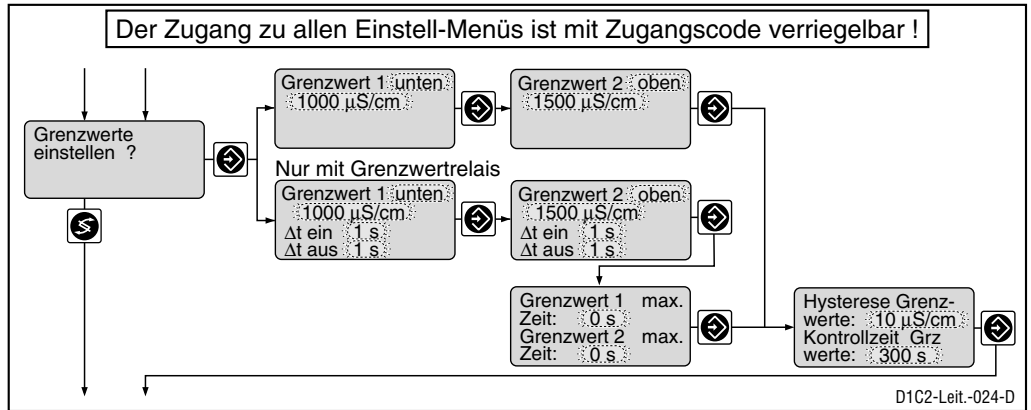 Der Zugang zu allen Einstell-Menüs ist mit Zugangscode verriegelbar !
Grenzwerte
einstellen ?
Grenzwert 1 unten
1000 µS/cm
Grenzwert 2 oben
1500 µS/cm
Nur mit Grenzwertrelais
Grenzwert 1 unten
1000 µS/cm
Δt ein 1 s
Δt aus 1 s
Grenzwert 2 oben
1500 µS/cm
Δt ein 1 s
Δt aus 1 s
Grenzwert 1 max.
Zeit: 0 s
Grenzwert 2 max.
Zeit: 0 s
Hysterese Grenz-
werte: 10 µS/cm
Kontrollzeit Grz
werte: 300 s
D1C2-Leit.-024-D